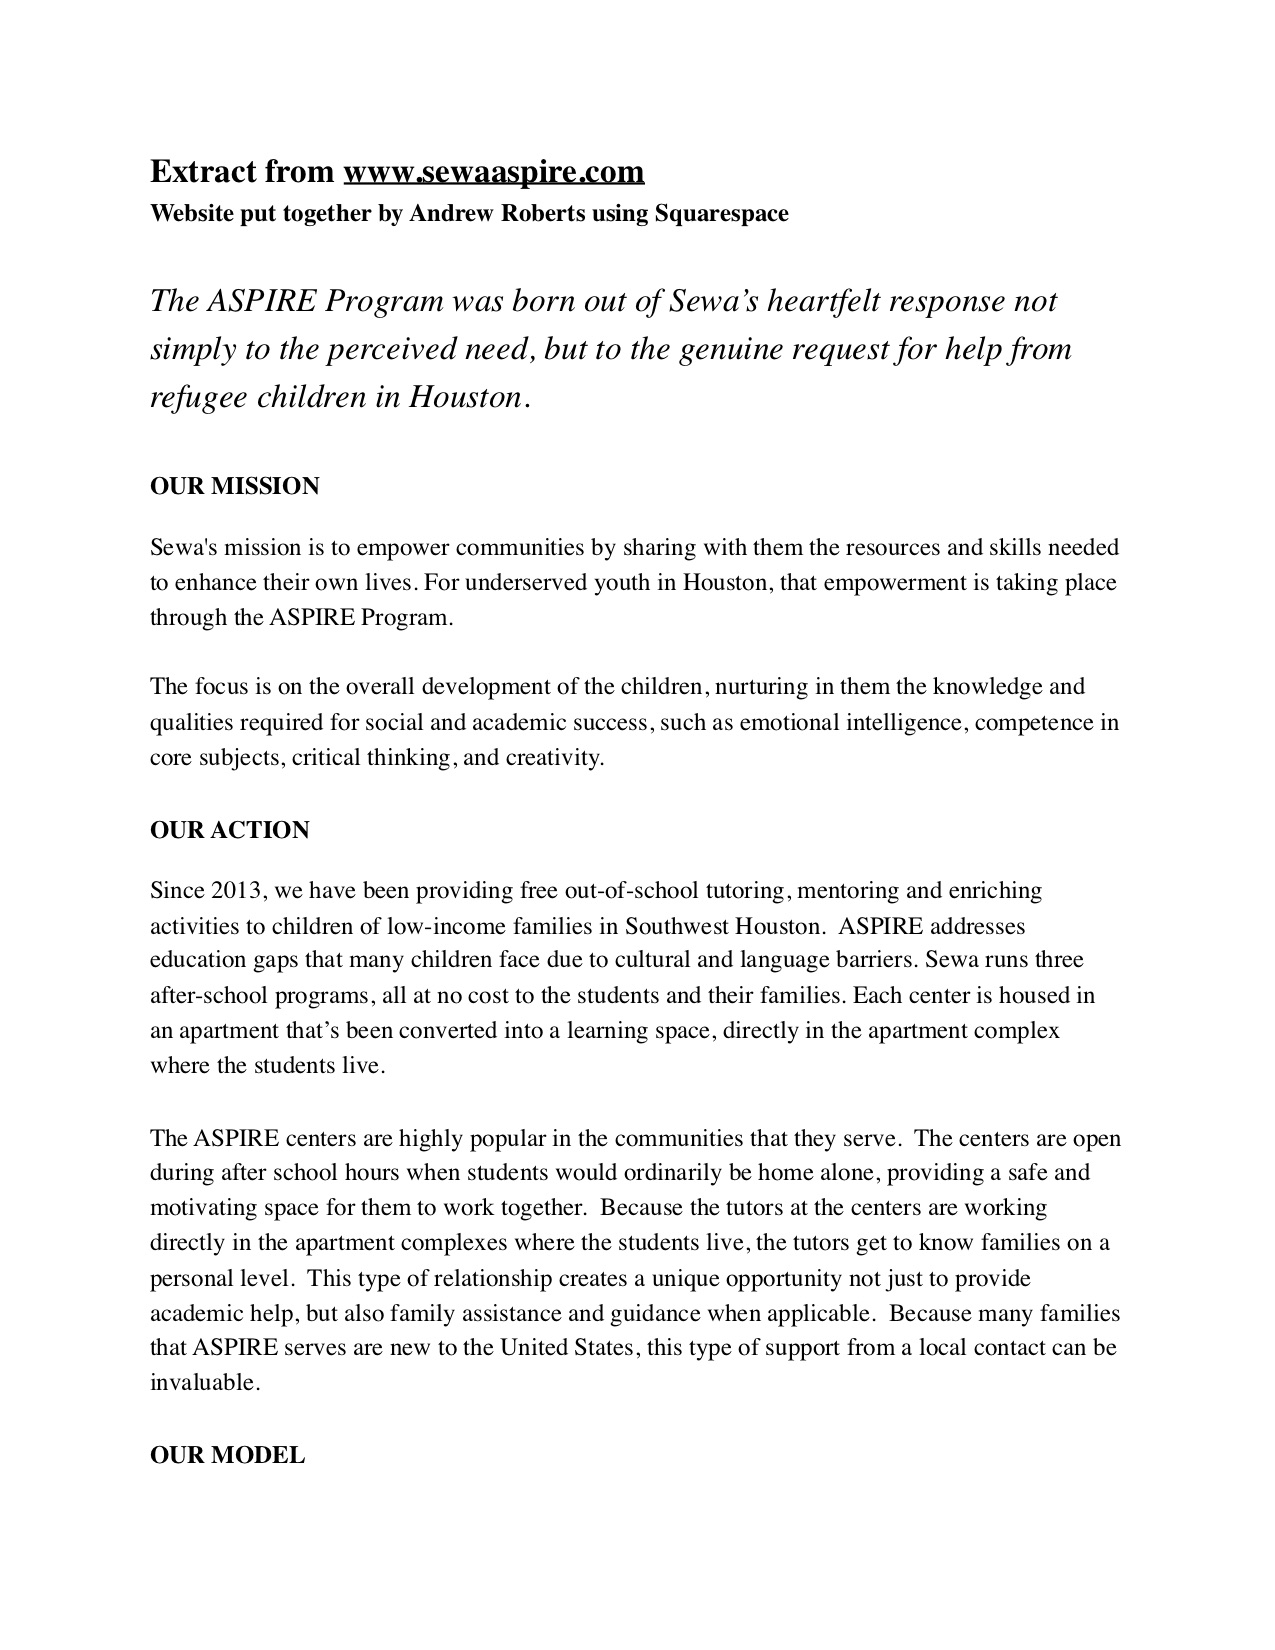 Extract from www.sewaaspire.com
Website put together by Andrew Roberts using Squarespace
The ASPIRE Program was born out of Sewa’s heartfelt response not
simply to the perceived need, but to the genuine request for help from
refugee children in Houston.
OUR MISSION
Sewa's mission is to empower communities by sharing with them the resources and skills needed
to enhance their own lives. For underserved youth in Houston, that empowerment is taking place
through the ASPIRE Program.
The focus is on the overall development of the children, nurturing in them the knowledge and
qualities required for social and academic success, such as emotional intelligence, competence in
core subjects, critical thinking, and creativity.
OUR ACTION
Since 2013, we have been providing free out-of-school tutoring, mentoring and enriching
activities to children of low-income families in Southwest Houston.  ASPIRE addresses
education gaps that many children face due to cultural and language barriers. Sewa runs three
after-school programs, all at no cost to the students and their families. Each center is housed in
an apartment that’s been converted into a learning space, directly in the apartment complex
where the students live.
The ASPIRE centers are highly popular in the communities that they serve.  The centers are open
during after school hours when students would ordinarily be home alone, providing a safe and
motivating space for them to work together.  Because the tutors at the centers are working
directly in the apartment complexes where the students live, the tutors get to know families on a
personal level.  This type of relationship creates a unique opportunity not just to provide
academic help, but also family assistance and guidance when applicable.  Because many families
that ASPIRE serves are new to the United States, this type of support from a local contact can be
invaluable.
OUR MODEL